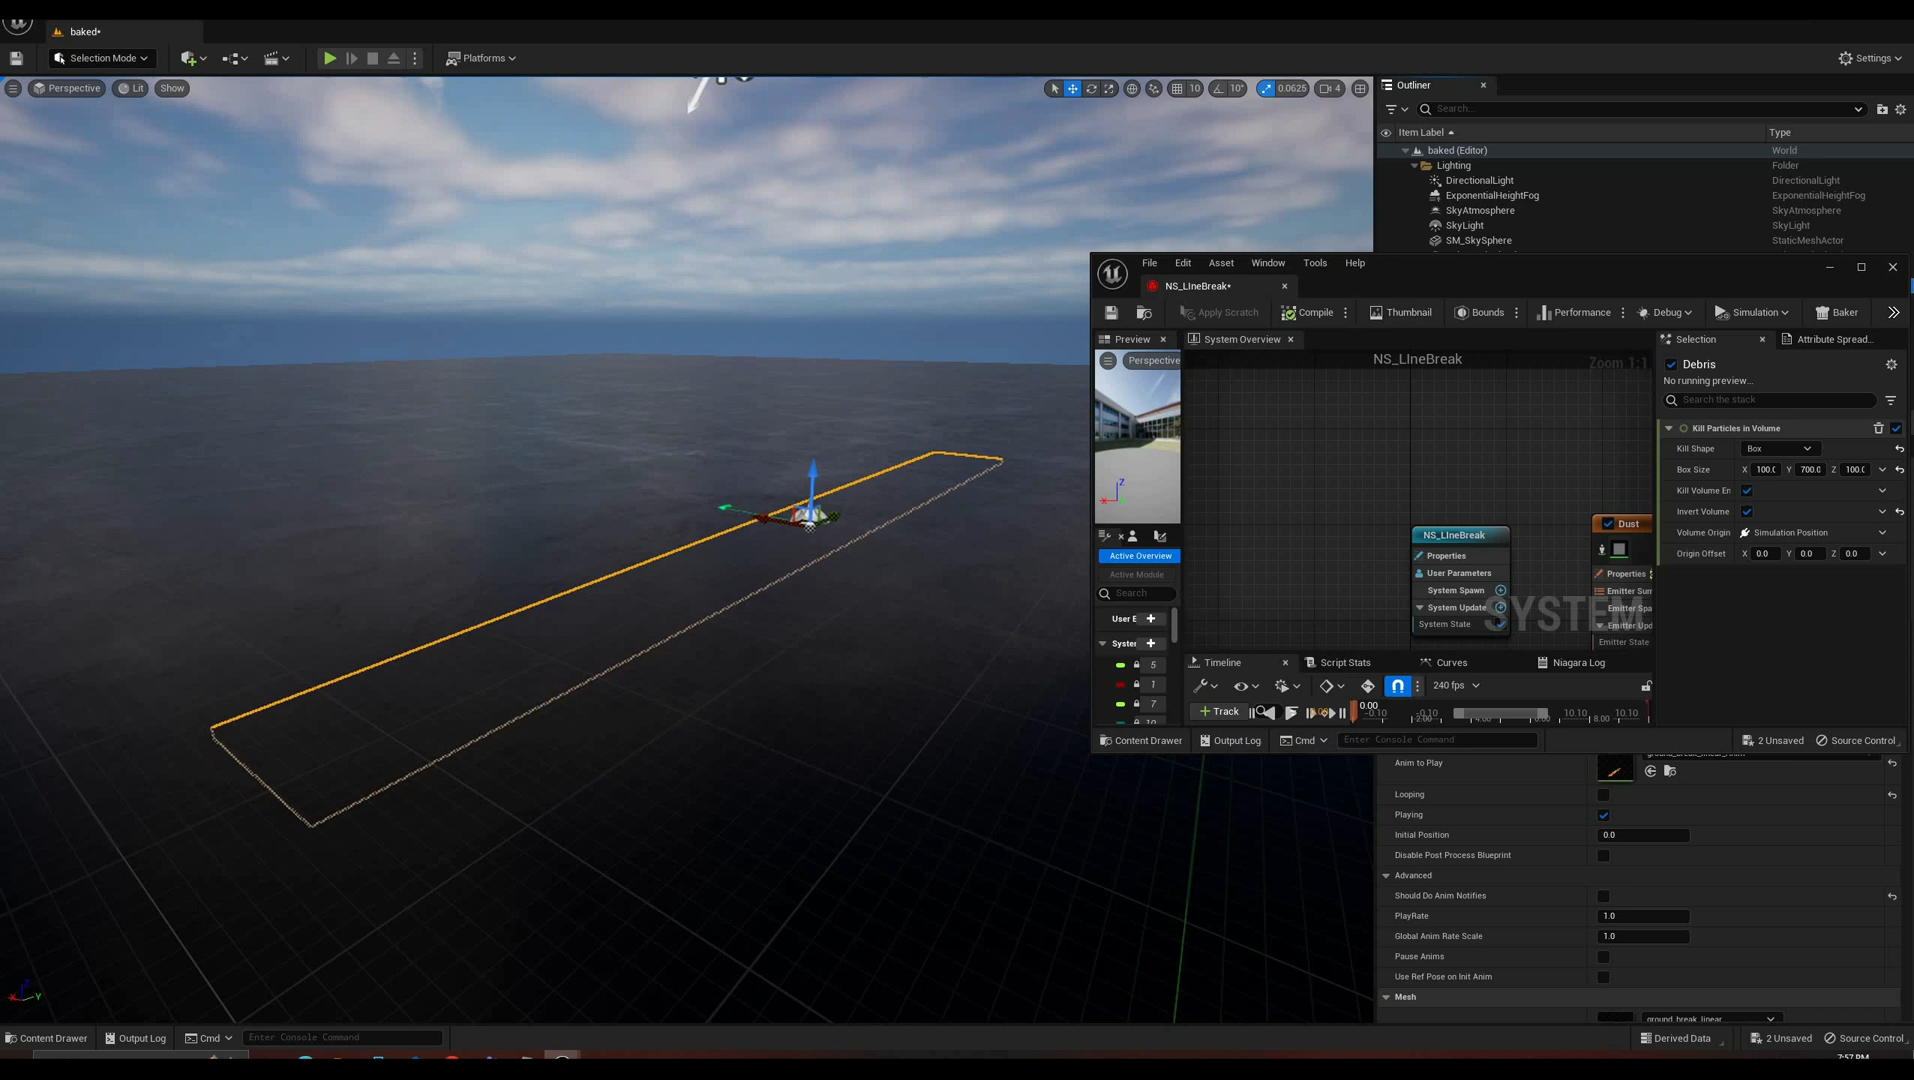 baked*
Selection Mode
Platforms
Settings
Perspective
Lit
Show
10
10°
0.0625
4
Outliner
Search...
Item Label
Type
baked (Editor)
World
Lighting
Folder
DirectionalLight
DirectionalLight
ExponentialHeightFog
ExponentialHeightFog
SkyAtmosphere
SkyAtmosphere
SkyLight
SkyLight
SM_SkySphere
StaticMeshActor
File
Edit
Asset
Window
Tools
Help
NS_LIneBreak*
Apply Scratch
Compile
Thumbnail
Bounds
Performance
Debug
Simulation
Baker
Preview
System Overview
Selection
Attribute Spread...
Perspective
NS_LIneBreak
Zoom 1:1
Debris
No running preview...
Search the stack
Kill Particles in Volume
Kill Shape
Box
Box Size
X 100.0
Y 700.0
Z 100.0
Kill Volume En
Invert Volume
Volume Origin
Simulation Position
Origin Offset
X 0.0
Y 0.0
Z 0.0
Z
X
NS_LIneBreak
Properties
User Parameters
System Spawn
System Update
System State
SYSTEM
Dust
Properties
Emitter Sum
Emitter Spa
Emitter Upd
Emitter State
Active Overview
Active Module
Search
User E
System
5
1
7
Timeline
Script Stats
Curves
Niagara Log
240 fps
+ Track
0.00
-0.10
-0.10
10.10
10.10
8.00
Content Drawer
Output Log
Cmd
Enter Console Command
2 Unsaved
Source Control
Anim to Play
Looping
Playing
Initial Position
0.0
Disable Post Process Blueprint
Advanced
Should Do Anim Notifies
PlayRate
1.0
Global Anim Rate Scale
1.0
Pause Anims
Use Ref Pose on Init Anim
Mesh
ground_break_linear
X
Z
Y
Content Drawer
Output Log
Cmd
Enter Console Command
Derived Data
2 Unsaved
Source Control
7:57 PM